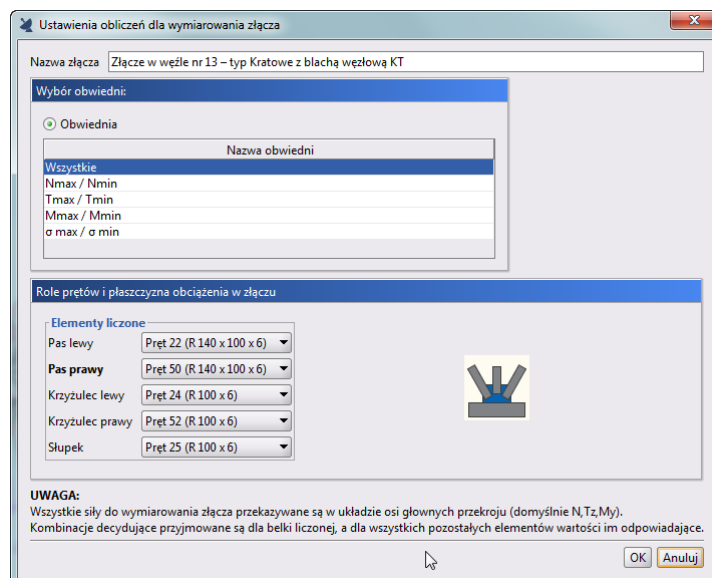 Ustawienia obliczeń dla wymiarowania złącza
Nazwa złącza Złącze w węźle nr 13 – typ Kratowe z blachą węzłową KT
Wybór obwiedni:
Obwiednia
Nazwa obwiedni
Wszystkie
Nmax / Nmin
Tmax / Tmin
Mmax / Mmin
σ max / σ min
Role prętów i płaszczyzna obciążenia w złączu
Elementy liczone
Pas lewy Pręt 22 (R 140 x 100 x 6)
Pas prawy Pręt 50 (R 140 x 100 x 6)
Krzyżulec lewy Pręt 24 (R 100 x 6)
Krzyżulec prawy Pręt 52 (R 100 x 6)
Słupek Pręt 25 (R 100 x 6)
UWAGA:
Wszystkie siły do wymiarowania złącza przekazywane są w układzie osi głownych przekroju (domyślnie N,Tz,My).
Kombinacje decydujące przyjmowane są dla belki liczonej, a dla wszystkich pozostałych elementów wartości im odpowiadające.
OK Anuluj